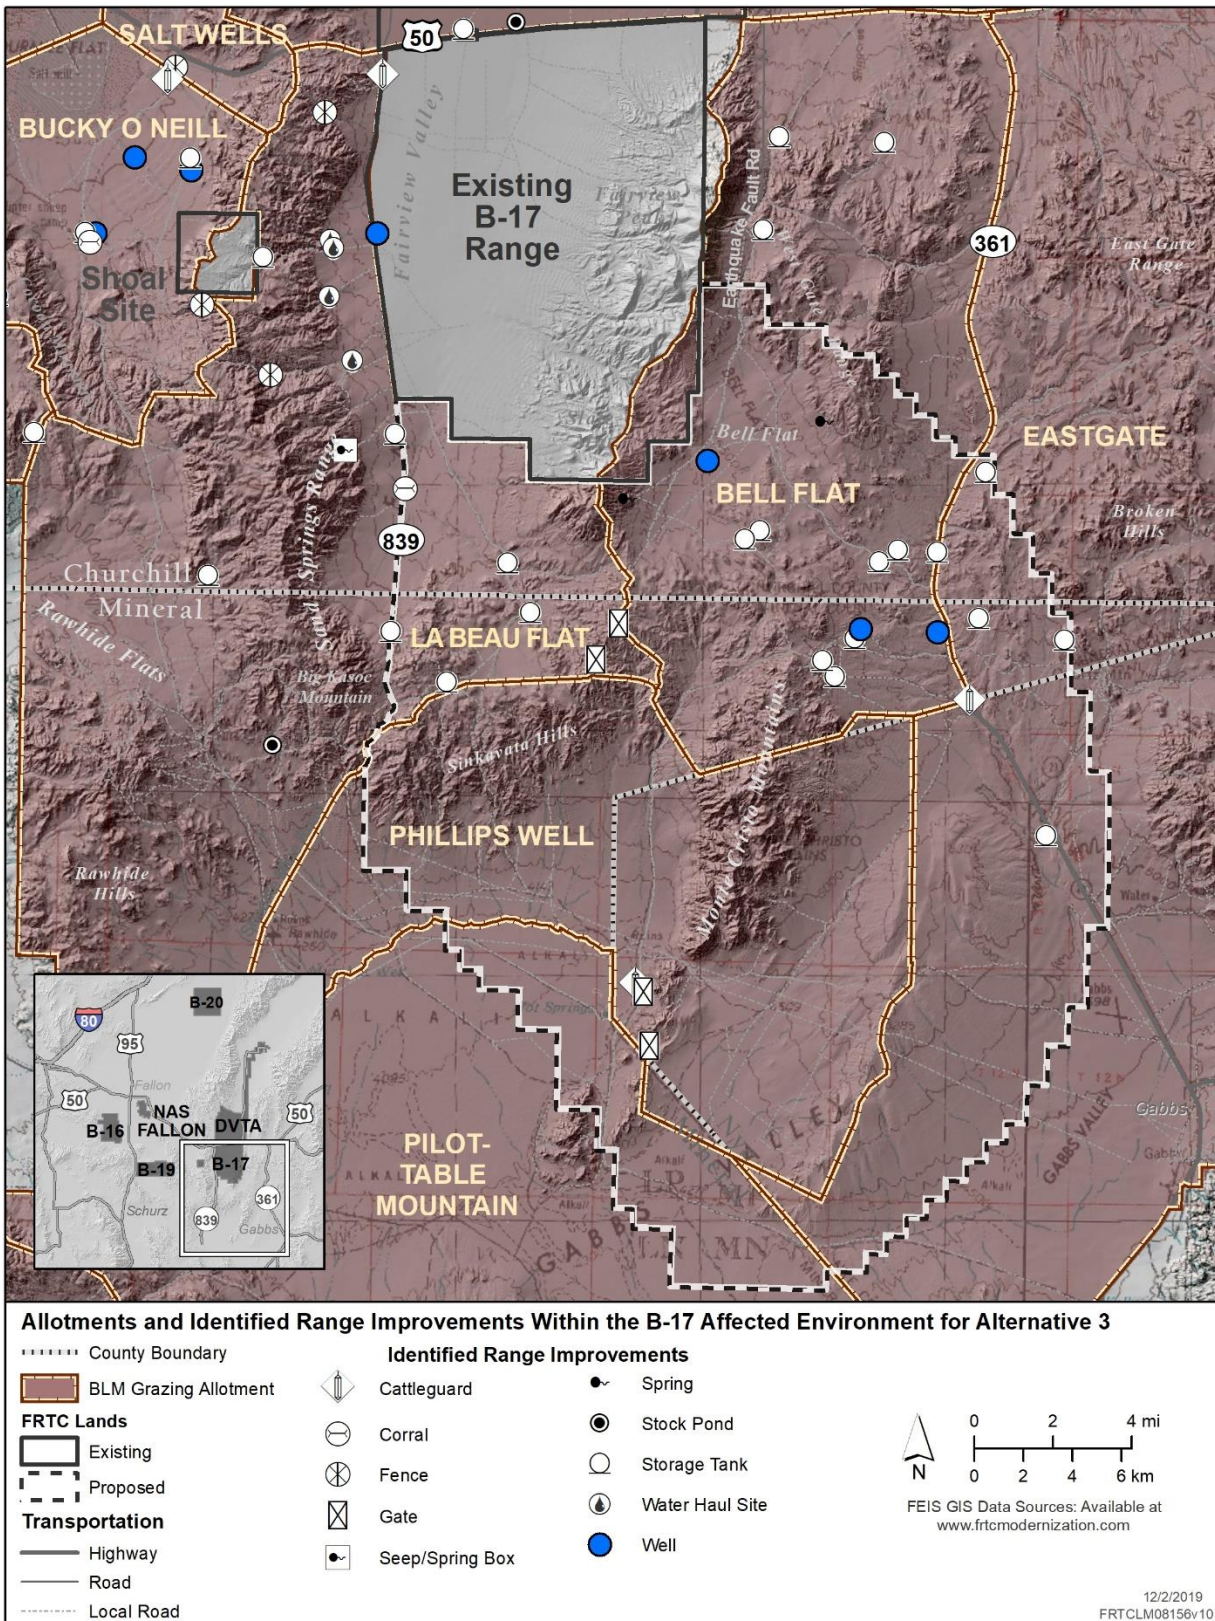 SALT WELLS
50
BUCKY O NEILL
Fairview Valley
Existing
B-17
Range
Fairview
Peak
Earthquake Fault Rd
361
East Gate
Range
Shoal
Site
Bell Flat
EASTGATE
BELL FLAT
Broken
Hills
Sand Springs Range
839
Churchill
Mineral
Rawhide Flats
LA BEAU FLAT
Big Kasoc
Mountain
Sinkavata Hills
Monte Cristo Mountains
PHILLIPS WELL
Rawhide
Hills
Gabbs
PILOT-
TABLE
MOUNTAIN
GABBS VALLEY
B-20
80
95
Fallon
50
NAS
FALLON
DVTA
50
B-16
B-19
B-17
Schurz
839
361
Gabbs
Allotments and Identified Range Improvements Within the B-17 Affected Environment for Alternative 3
County Boundary
BLM Grazing Allotment
FRTC Lands
Existing
Proposed
Transportation
Highway
Road
Local Road
Identified Range Improvements
Cattleguard
Corral
Fence
Gate
Seep/Spring Box
Spring
Stock Pond
Storage Tank
Water Haul Site
Well
N
0 2 4 mi
0 2 4 6 km
FEIS GIS Data Sources: Available at
www.frtcmodernization.com
12/2/2019
FRTCLM08156v10